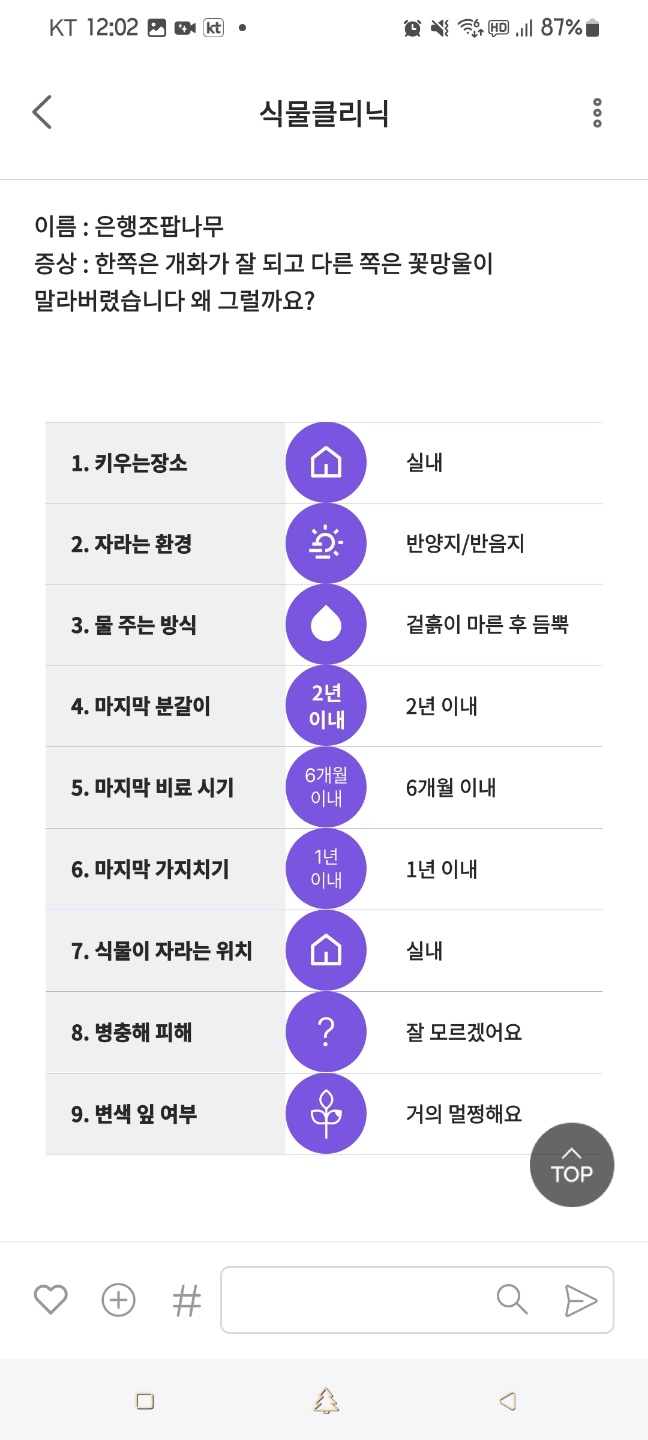 KT 12:02 kt HD 87%
식물클리닉
이름 : 은행조팝나무
증상 : 한쪽은 개화가 잘 되고 다른 쪽은 꽃망울이
말라버렸습니다 왜 그럴까요?
1. 키우는장소 실내
2. 자라는 환경 반양지/반음지
3. 물 주는 방식 겉흙이 마른 후 듬뿍
4. 마지막 분갈이 2년 이내 2년 이내
5. 마지막 비료 시기 6개월 이내 6개월 이내
6. 마지막 가지치기 1년 이내 1년 이내
7. 식물이 자라는 위치 실내
8. 병충해 피해 ? 잘 모르겠어요
9. 변색 잎 여부 거의 멀쩡해요
TOP
#